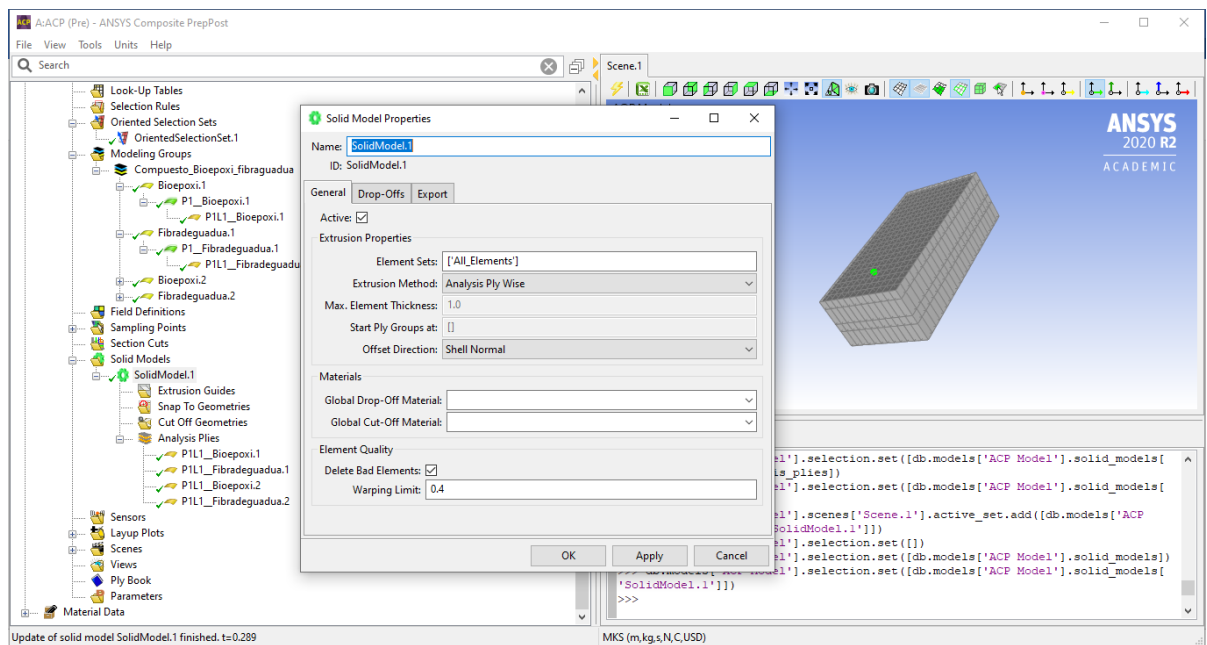 ACP A:ACP (Pre) - ANSYS Composite PrepPost
File View Tools Units Help
Search
Look-Up Tables
Selection Rules
Oriented Selection Sets
OrientedSelectionSet.1
Modeling Groups
Compuesto_Bioepoxi_fibraguadua
Bioepoxi.1
P1__Bioepoxi.1
P1L1__Bioepoxi.1
Fibradeguadua.1
P1__Fibradeguadua.1
P1L1__Fibradeguadu
Bioepoxi.2
Fibradeguadua.2
Field Definitions
Sampling Points
Section Cuts
Solid Models
SolidModel.1
Extrusion Guides
Snap To Geometries
Cut Off Geometries
Analysis Plies
P1L1__Bioepoxi.1
P1L1__Fibradeguadua.1
P1L1__Bioepoxi.2
P1L1__Fibradeguadua.2
Sensors
Layup Plots
Scenes
Views
Ply Book
Parameters
Material Data
Update of solid model SolidModel.1 finished. t=0.289
Solid Model Properties
Name: SolidModel.1
ID: SolidModel.1
General Drop-Offs Export
Active:
Extrusion Properties
Element Sets: ['All_Elements']
Extrusion Method: Analysis Ply Wise
Max. Element Thickness: 1.0
Start Ply Groups at: []
Offset Direction: Shell Normal
Materials
Global Drop-Off Material:
Global Cut-Off Material:
Element Quality
Delete Bad Elements:
Warping Limit: 0.4
OK Apply Cancel
Scene.1
ANSYS
2020 R2
ACADEMIC
el'].selection.set([db.models['ACP Model'].solid_models[
is_plies])
el'].selection.set([db.models['ACP Model'].solid_models[
el'].scenes['Scene.1'].active_set.add([db.models['ACP
SolidModel.1']])
el'].selection.set([])
el'].selection.set([db.models['ACP Model'].solid_models])
>>> db.models['ACP Model'].selection.set([db.models['ACP Model'].solid_models[
'SolidModel.1']])
>>>
MKS (m,kg,s,N,C,USD)